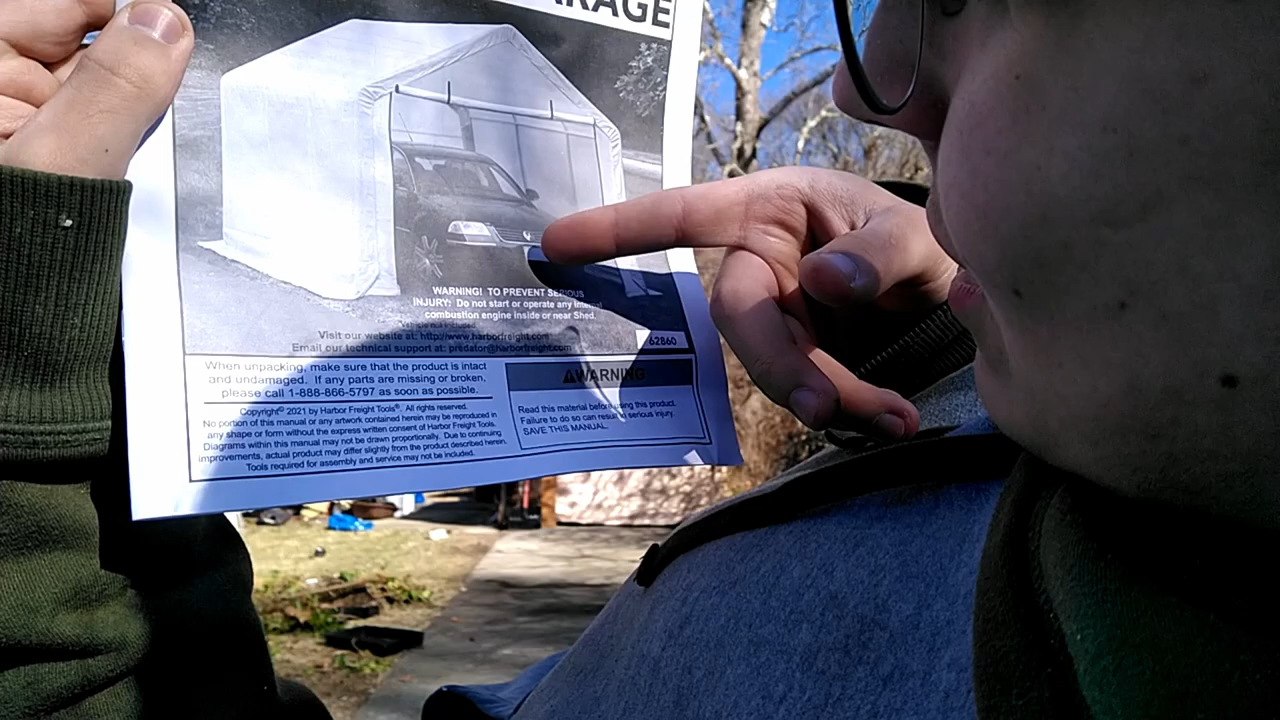 RAGE
WARNING! TO PREVENT SERIOUS
INJURY: Do not start or operate any internal
combustion engine inside or near Shed.
Vehicle not included.
Visit our website at: http://www.harborfreight.com
Email our technical support at: predator@harborfreight.com
62860
When unpacking, make sure that the product is intact
and undamaged. If any parts are missing or broken,
please call 1-888-866-5797 as soon as possible.
Copyright© 2021 by Harbor Freight Tools®. All rights reserved.
No portion of this manual or any artwork contained herein may be reproduced in
any shape or form without the express written consent of Harbor Freight Tools.
Diagrams within this manual may not be drawn proportionally. Due to continuing
improvements, actual product may differ slightly from the product described herein.
Tools required for assembly and service may not be included.
⚠WARNING
Read this material before using this product.
Failure to do so can result in serious injury.
SAVE THIS MANUAL.